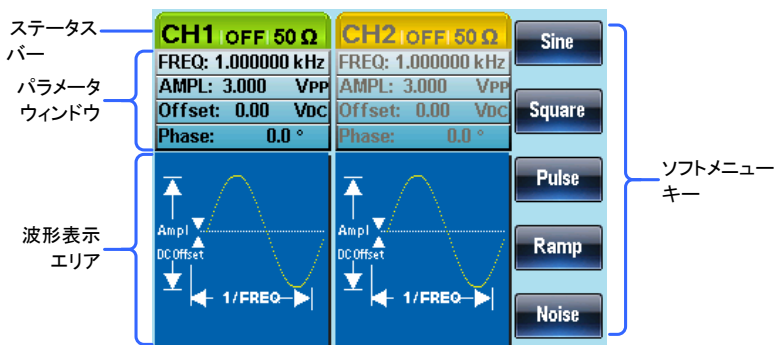 ステータス
バー
パラメータ
ウィンドウ
波形表示
エリア
CH1 OFF 50 Ω
FREQ: 1.000000 kHz
AMPL: 3.000 VPP
Offset: 0.00 VDC
Phase: 0.0 °
Ampl
DC Offset
1/FREQ
CH2 OFF 50 Ω
FREQ: 1.000000 kHz
AMPL: 3.000 VPP
Offset: 0.00 VDC
Phase: 0.0 °
Ampl
DC Offset
1/FREQ
Sine
Square
Pulse
Ramp
Noise
ソフトメニュー
キー